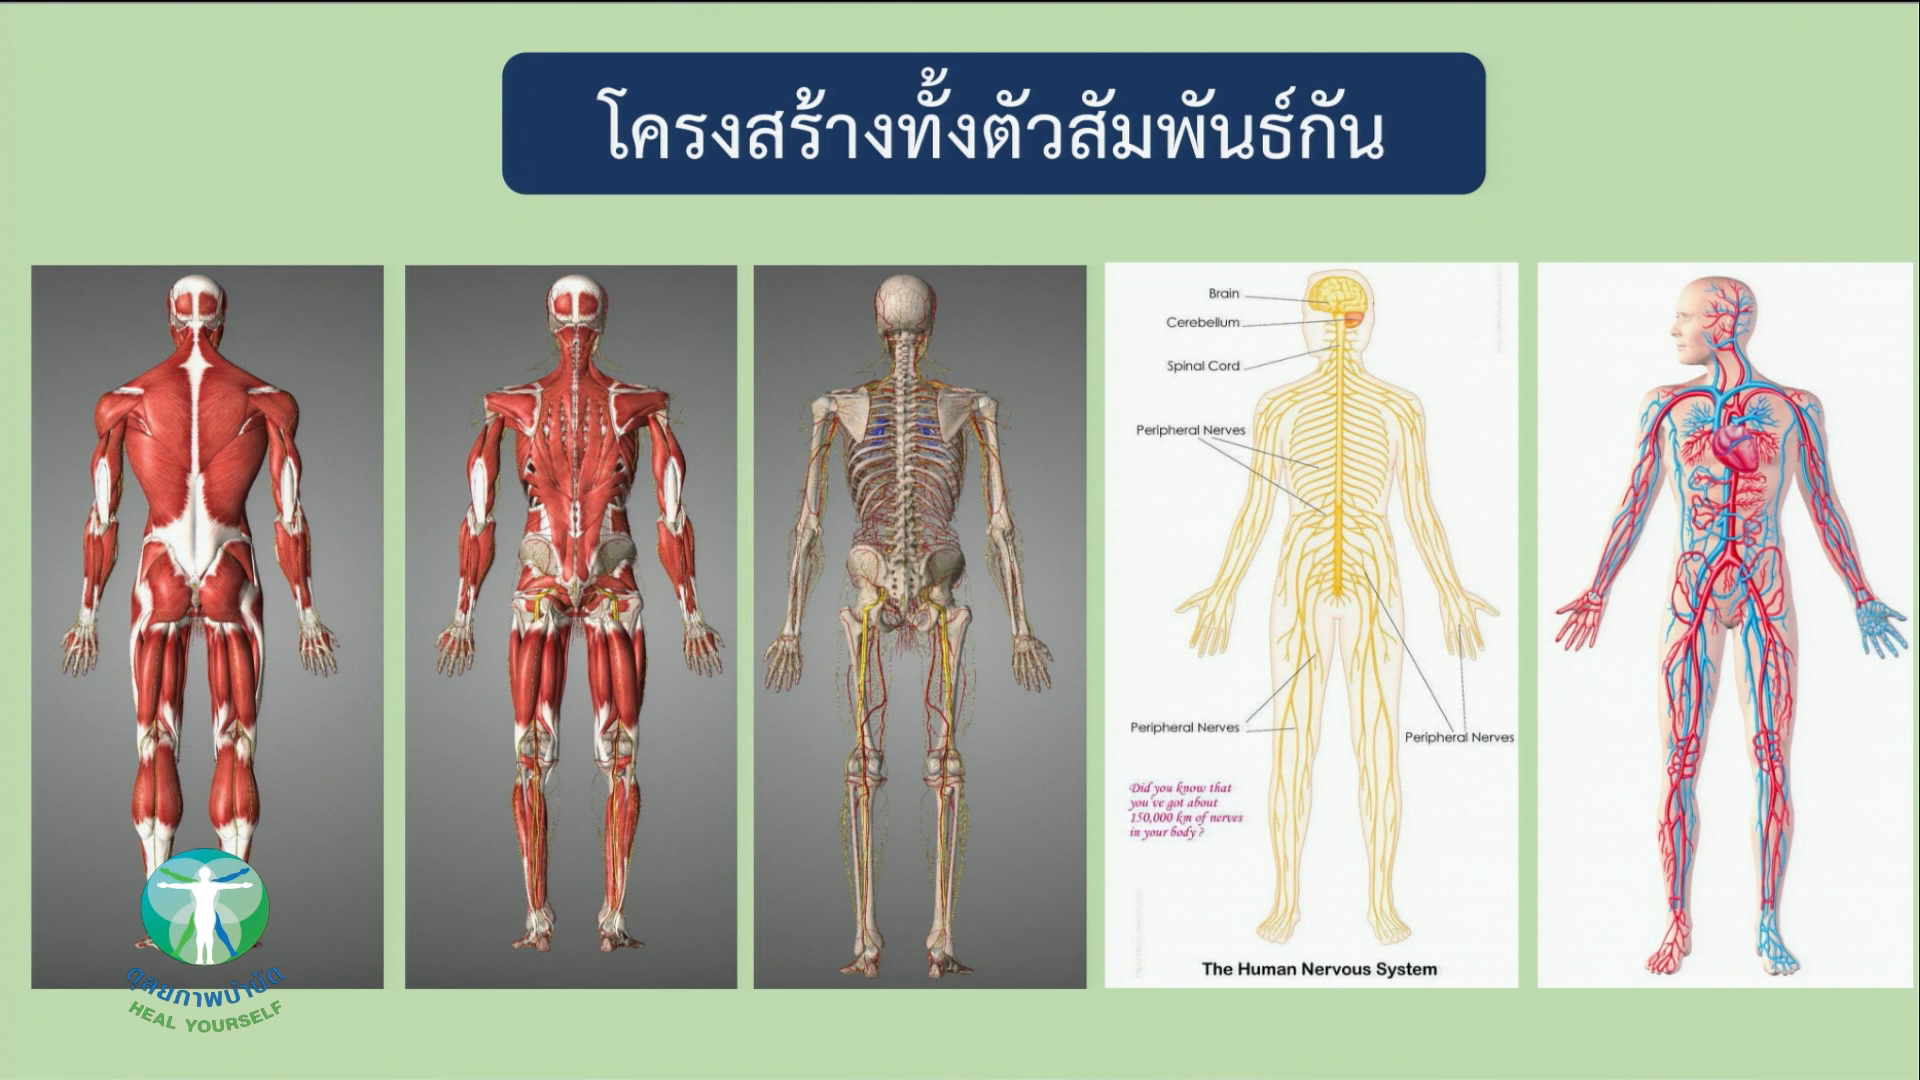 โครงสร้างทั้งตัวสัมพันธ์กัน
Brain
Cerebellum
Spinal Cord
Peripheral Nerves
Peripheral Nerves
Peripheral Nerves
Did you know that
you've got about
150,000 km of nerves
in your body ?
The Human Nervous System
ดุลยภาพบำบัด
HEAL YOURSELF